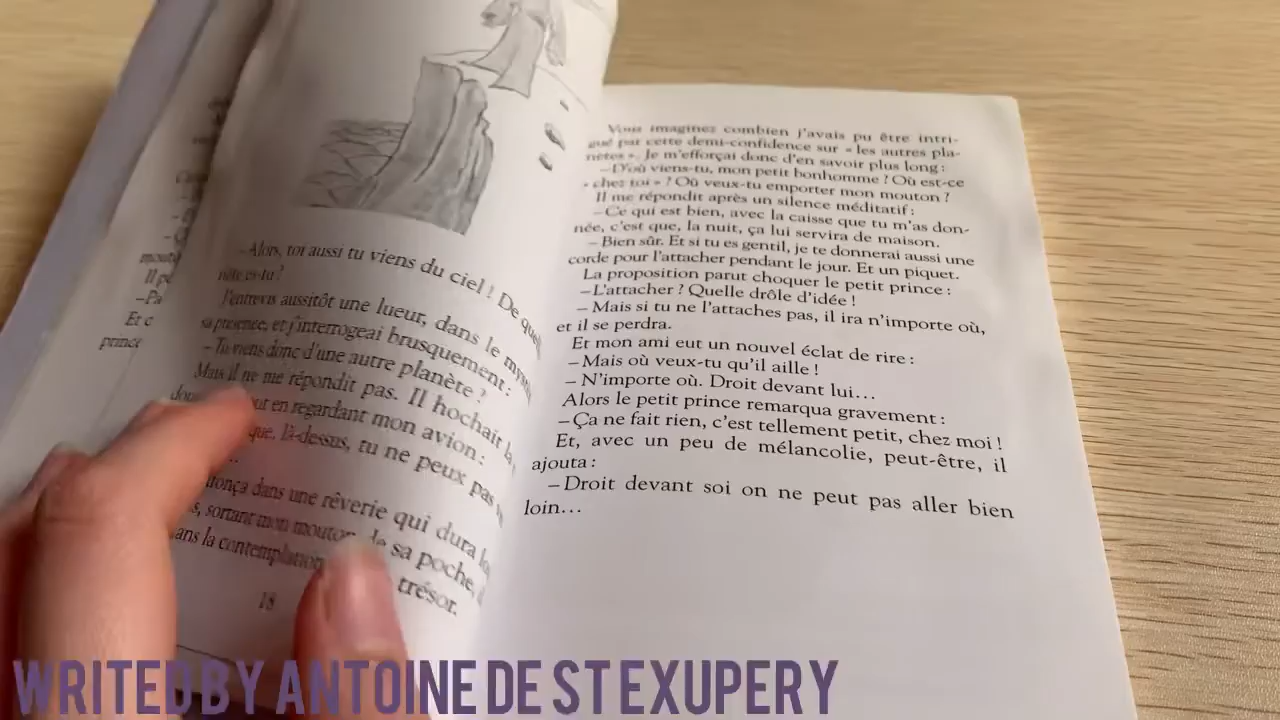 –Alors, toi aussi tu viens du ciel ! De quelle
nète es-tu ?
J'entrevis aussitôt une lueur, dans le
sa présence, et j'interrogeai brusquement :
–Tu viens donc d'une autre planète ?
Mais il ne me répondit pas. Il hochait la
en regardant mon avion :
que, là-dessus, tu ne peux pas
dans une rêverie qui dura
sortant mon mouton de sa poche,
dans la contemplation trésor.
18
Il
–Pa
Et c
prince
Vous imaginez combien j'avais pu être intri-
gué par cette demi-confidence sur « les autres pla-
nètes ». Je m'efforçai donc d'en savoir plus long :
–D'où viens-tu, mon petit bonhomme ? Où est-ce
« chez toi » ? Où veux-tu emporter mon mouton ?
Il me répondit après un silence méditatif :
–Ce qui est bien, avec la caisse que tu m'as don-
née, c'est que, la nuit, ça lui servira de maison.
–Bien sûr. Et si tu es gentil, je te donnerai aussi une
corde pour l'attacher pendant le jour. Et un piquet.
La proposition parut choquer le petit prince :
–L'attacher ? Quelle drôle d'idée !
–Mais si tu ne l'attaches pas, il ira n'importe où,
et il se perdra.
Et mon ami eut un nouvel éclat de rire :
–Mais où veux-tu qu'il aille !
–N'importe où. Droit devant lui...
Alors le petit prince remarqua gravement :
–Ça ne fait rien, c'est tellement petit, chez moi !
Et, avec un peu de mélancolie, peut-être, il
ajouta :
–Droit devant soi on ne peut pas aller bien
loin...
WRITED BY ANTOINE DE ST EXUPERY